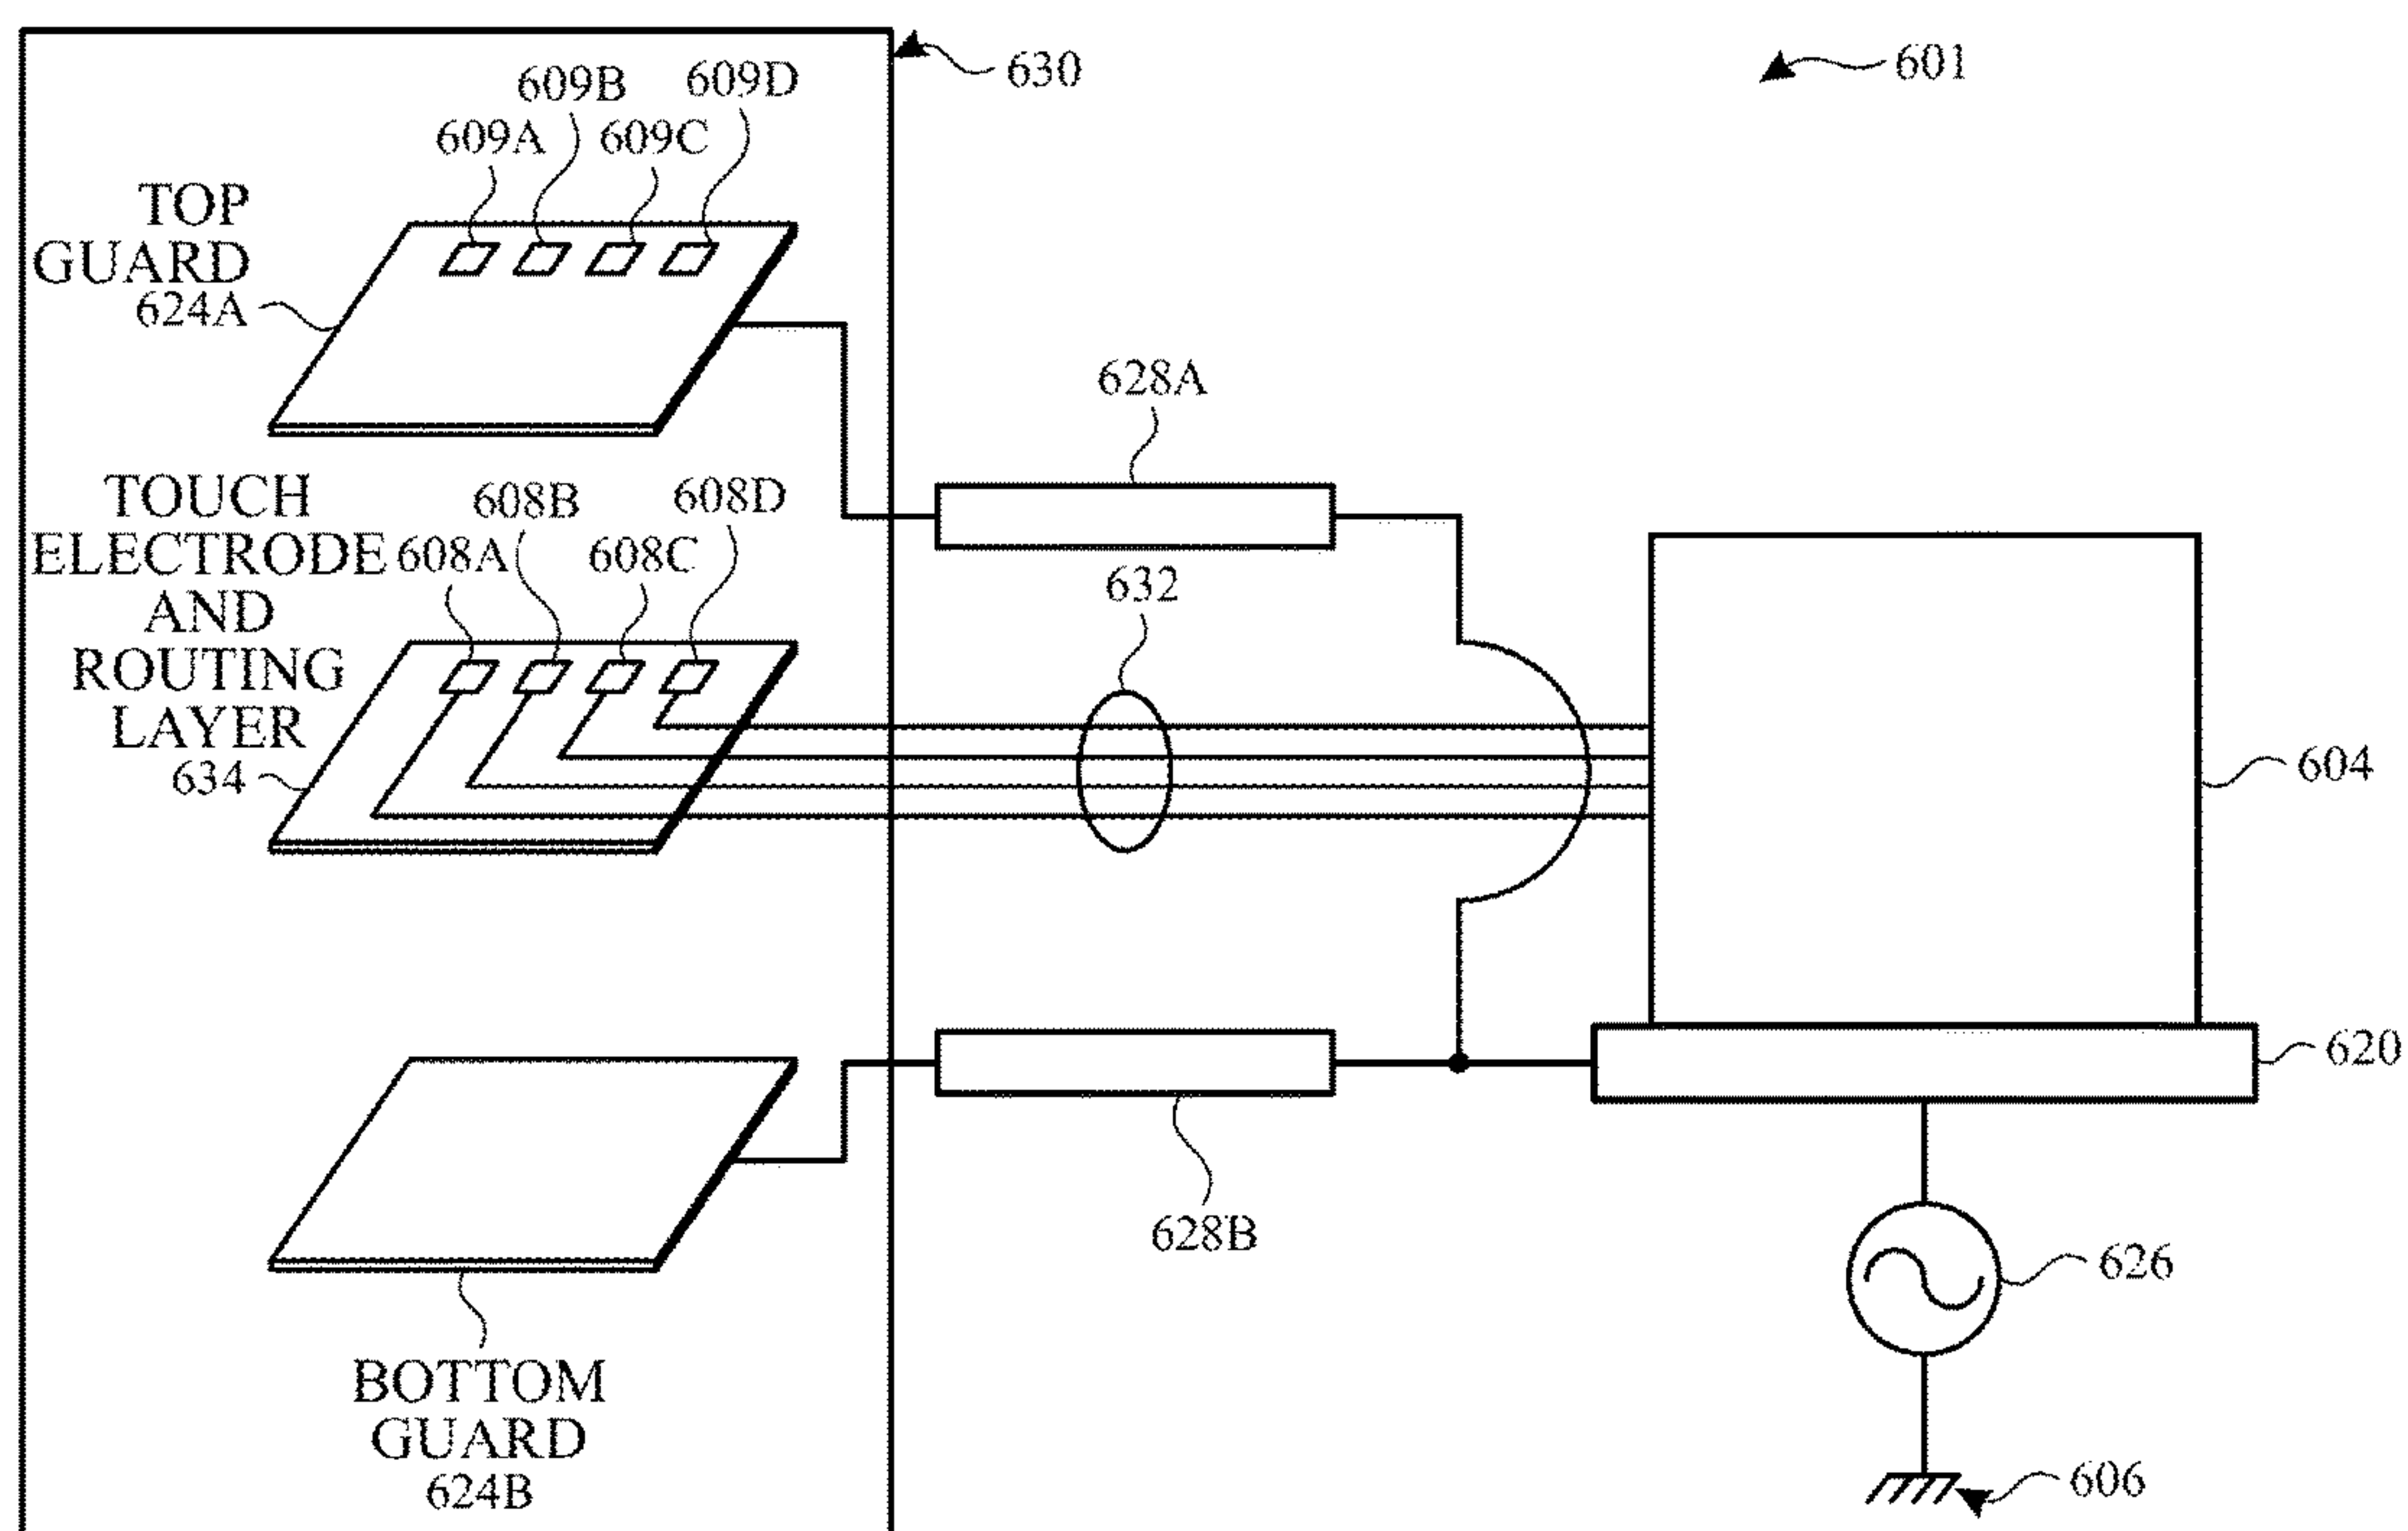 630
601
609B
609D
609A
609C
TOP
GUARD
624A
628A
TOUCH
ELECTRODE
AND
ROUTING
LAYER
634
608B
608D
608A
608C
632
604
620
628B
626
BOTTOM
GUARD
624B
606